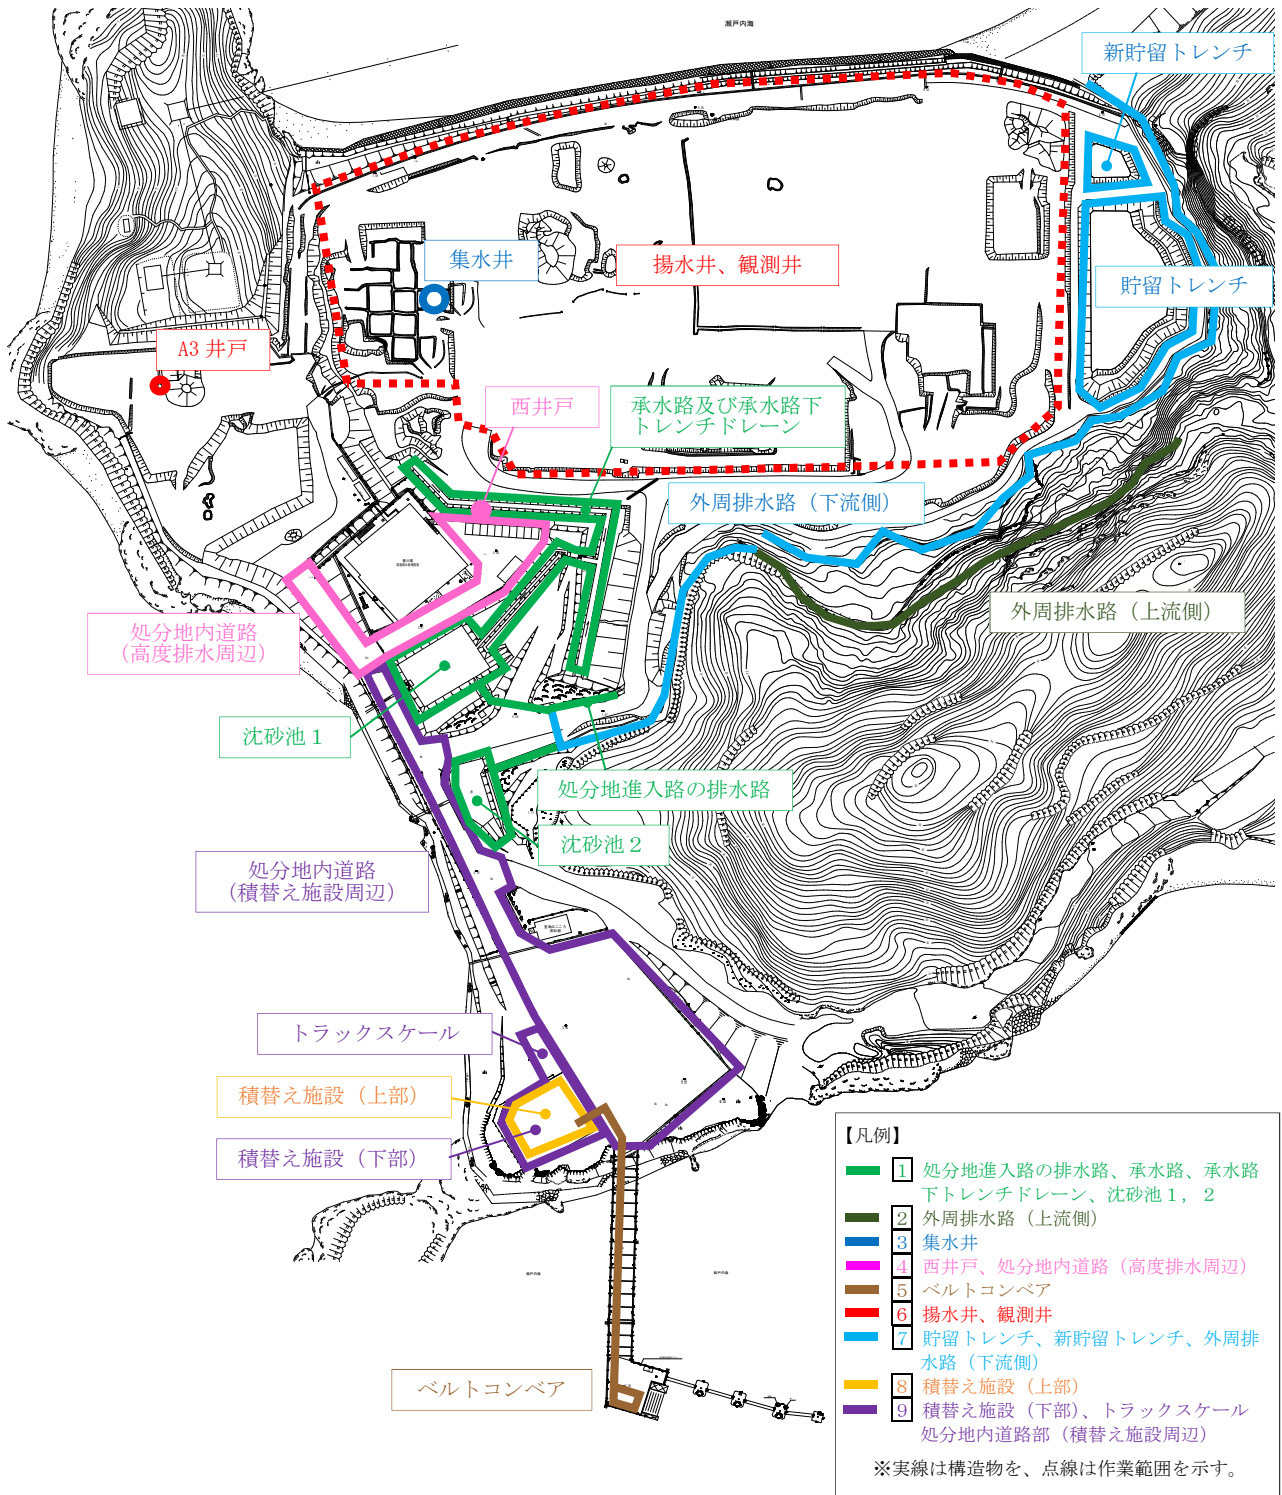 瀬戸内海
新貯留トレンチ
集水井
揚水井、観測井
貯留トレンチ
A3 井戸
西井戸
承水路及び承水路下
トレンチドレーン
外周排水路（下流側）
外周排水路（上流側）
処分地内道路
（高度排水周辺）
沈砂池１
処分地進入路の排水路
沈砂池２
処分地内道路
（積替え施設周辺）
トラックスケール
積替え施設（上部）
積替え施設（下部）
瀬戸内海
瀬戸内海
ベルトコンベア
【凡例】
1 処分地進入路の排水路、承水路、承水路
下トレンチドレーン、沈砂池１，２
2 外周排水路（上流側）
3 集水井
4 西井戸、処分地内道路（高度排水周辺）
5 ベルトコンベア
6 揚水井、観測井
7 貯留トレンチ、新貯留トレンチ、外周排
水路（下流側）
8 積替え施設（上部）
9 積替え施設（下部）、トラックスケール
処分地内道路部（積替え施設周辺）
※実線は構造物を、点線は作業範囲を示す。